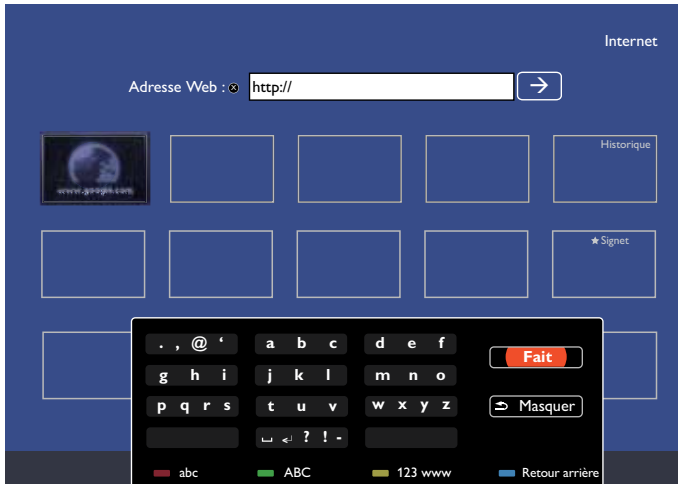 Internet
Adresse Web : http://
www.google.com
Historique
★ Signet
. , @ ‘ a b c d e f
Fait
g h i j k l m n o
p q r s t u v w x y z
Masquer
␣ ↲ ? ! -
abc ABC 123 www Retour arrière